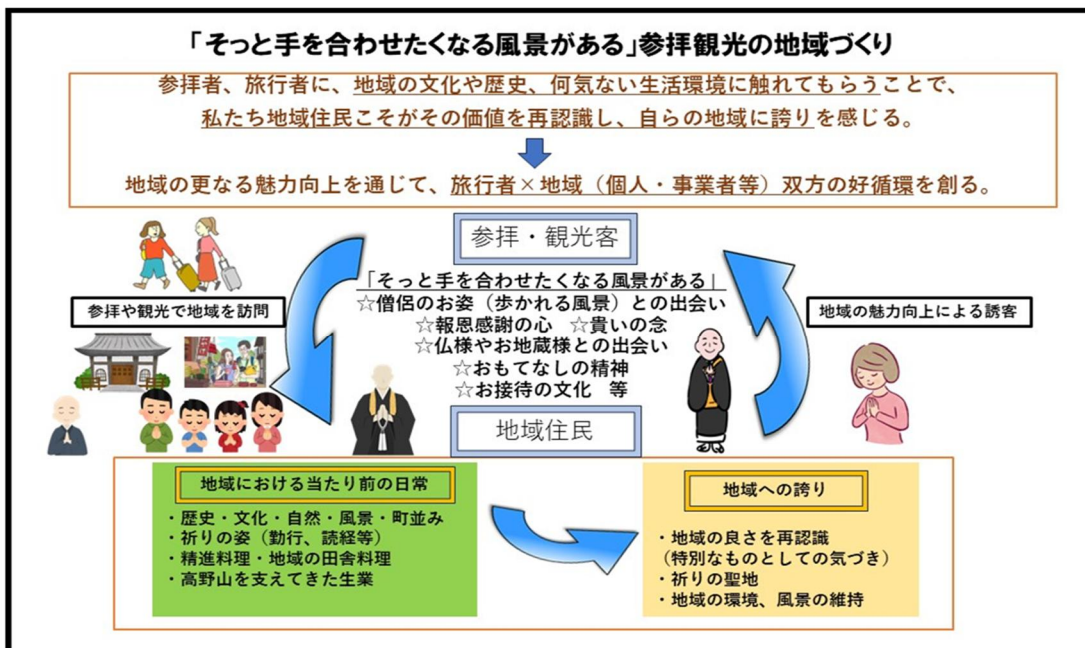 「そっと手を合わせたくなる風景がある」参拝観光の地域づくり
参拝者、旅行者に、地域の文化や歴史、何気ない生活環境に触れてもらうことで、
私たち地域住民こそがその価値を再認識し、自らの地域に誇りを感じる。
地域の更なる魅力向上を通じて、旅行者×地域（個人・事業者等）双方の好循環を創る。
参拝・観光客
「そっと手を合わせたくなる風景がある」
☆僧侶のお姿（歩かれる風景）との出会い
☆報恩感謝の心　☆貴いの念
☆仏様やお地蔵様との出会い
☆おもてなしの精神
☆お接待の文化　等
参拝や観光で地域を訪問
地域の魅力向上による誘客
地域住民
地域における当たり前の日常
・歴史・文化・自然・風景・町並み
・祈りの姿（勤行、読経等）
・精進料理・地域の田舎料理
・高野山を支えてきた生業
地域への誇り
・地域の良さを再認識
（特別なものとしての気づき）
・祈りの聖地
・地域の環境、風景の維持